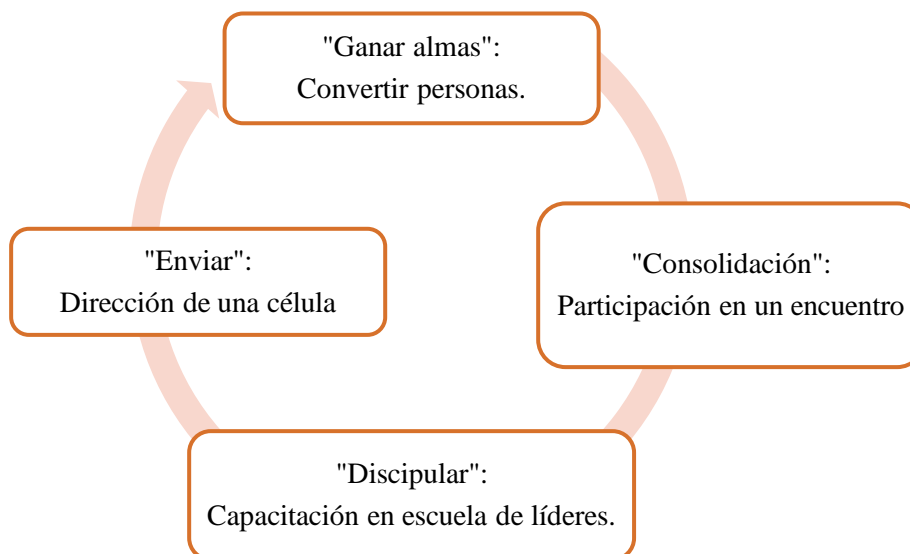 "Ganar almas":
Convertir personas.
"Consolidación":
Participación en un encuentro
"Discipular":
Capacitación en escuela de líderes.
"Enviar":
Dirección de una célula